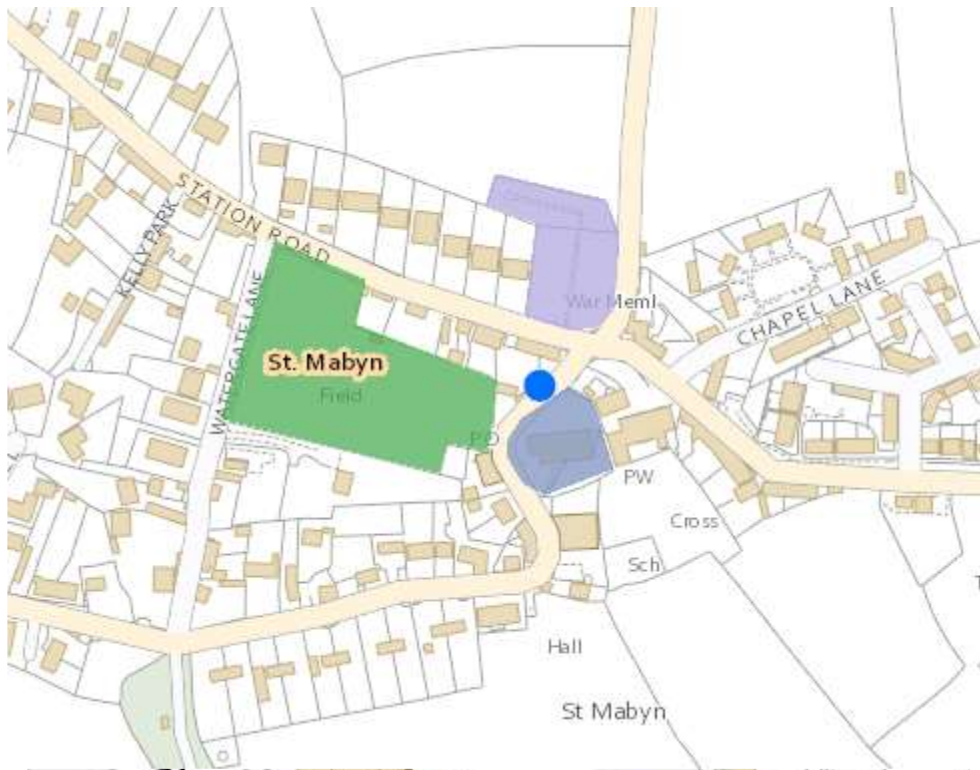 STATION ROAD
KELLY PARK
WATERGATE LANE
War Meml
CHAPEL LANE
St. Mabyn
Field
PO
PW
Cross
Sch
Hall
St Mabyn